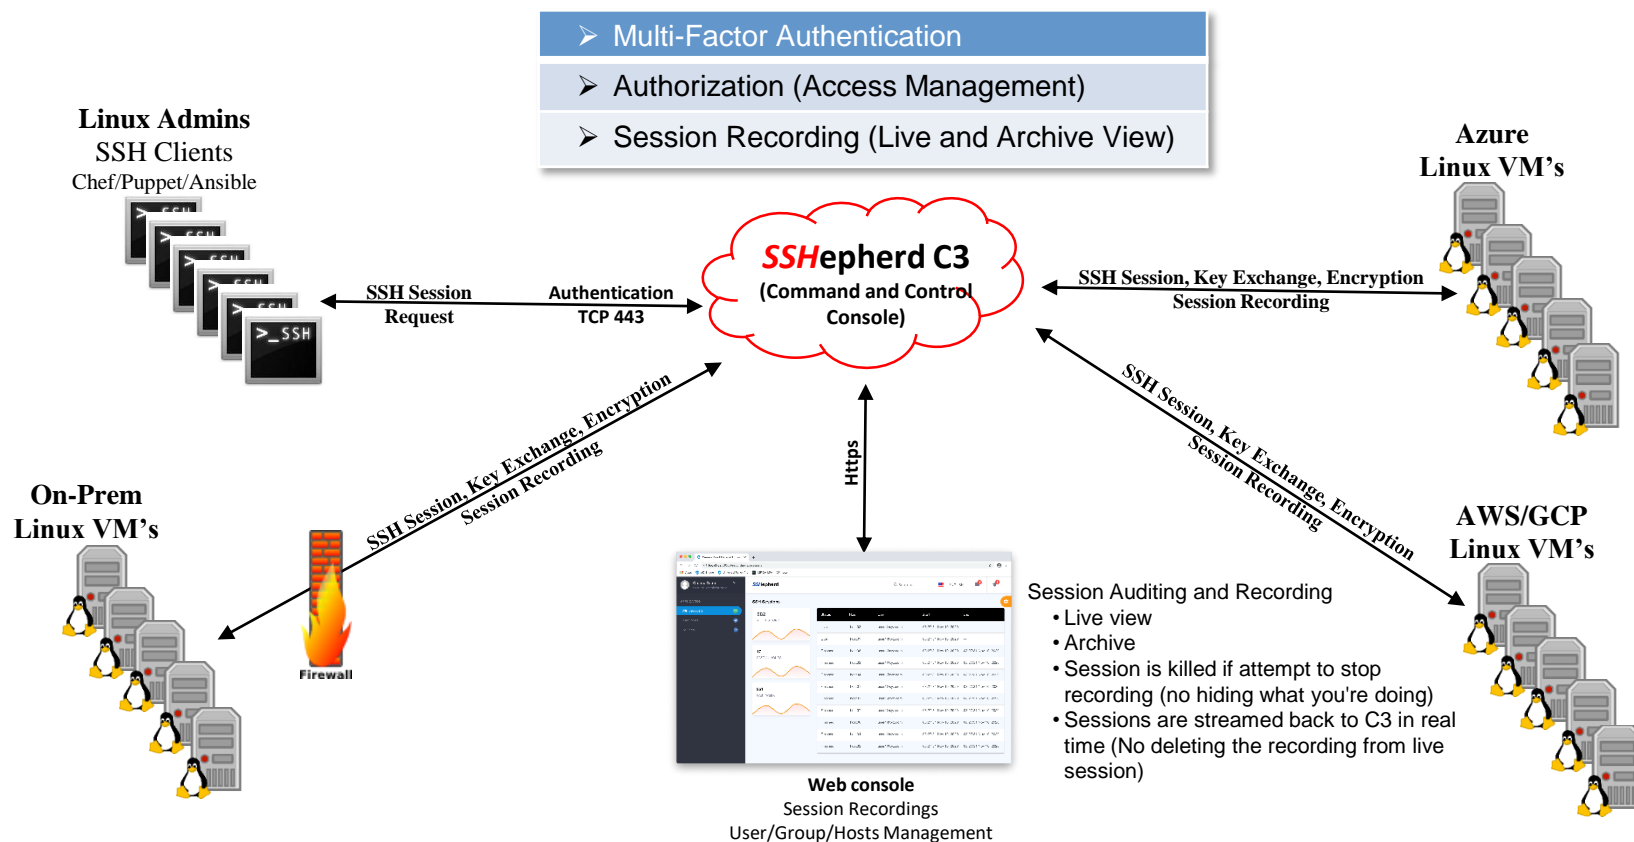 ➢ Multi-Factor Authentication
➢ Authorization (Access Management)
➢ Session Recording (Live and Archive View)
Linux Admins
SSH Clients
Chef/Puppet/Ansible
>_SSH
Azure
Linux VM's
SSHepherd C3
(Command and Control
Console)
SSH Session
Request
Authentication
TCP 443
SSH Session, Key Exchange, Encryption
Session Recording
SSH Session, Key Exchange, Encryption
Session Recording
SSH Session, Key Exchange, Encryption
Session Recording
Https
On-Prem
Linux VM's
Firewall
AWS/GCP
Linux VM's
SSHepherd
SSH Sessions
Session Auditing and Recording
• Live view
• Archive
• Session is killed if attempt to stop
recording (no hiding what you're doing)
• Sessions are streamed back to C3 in real
time (No deleting the recording from live
session)
Web console
Session Recordings
User/Group/Hosts Management